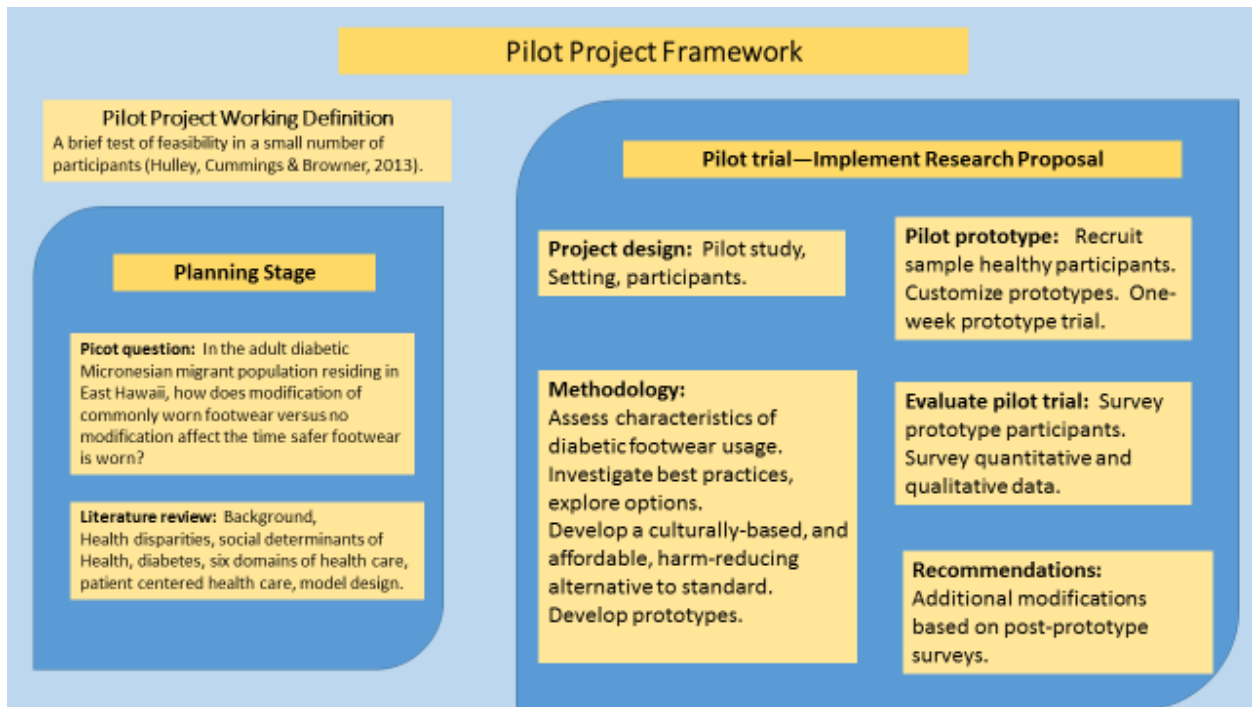 Pilot Project Framework
Pilot Project Working Definition
A brief test of feasibility in a small number of
participants (Hulley, Cummings & Browner, 2013).
Planning Stage
Picot question: In the adult diabetic
Micronesian migrant population residing in
East Hawaii, how does modification of
commonly worn footwear versus no
modification affect the time safer footwear
is worn?
Literature review: Background,
Health disparities, social determinants of
Health, diabetes, six domains of health care,
patient centered health care, model design.
Pilot trial—Implement Research Proposal
Project design: Pilot study,
Setting, participants.
Methodology:
Assess characteristics of
diabetic footwear usage.
Investigate best practices,
explore options.
Develop a culturally-based, and
affordable, harm-reducing
alternative to standard.
Develop prototypes.
Pilot prototype: Recruit
sample healthy participants.
Customize prototypes. One-
week prototype trial.
Evaluate pilot trial: Survey
prototype participants.
Survey quantitative and
qualitative data.
Recommendations:
Additional modifications
based on post-prototype
surveys.